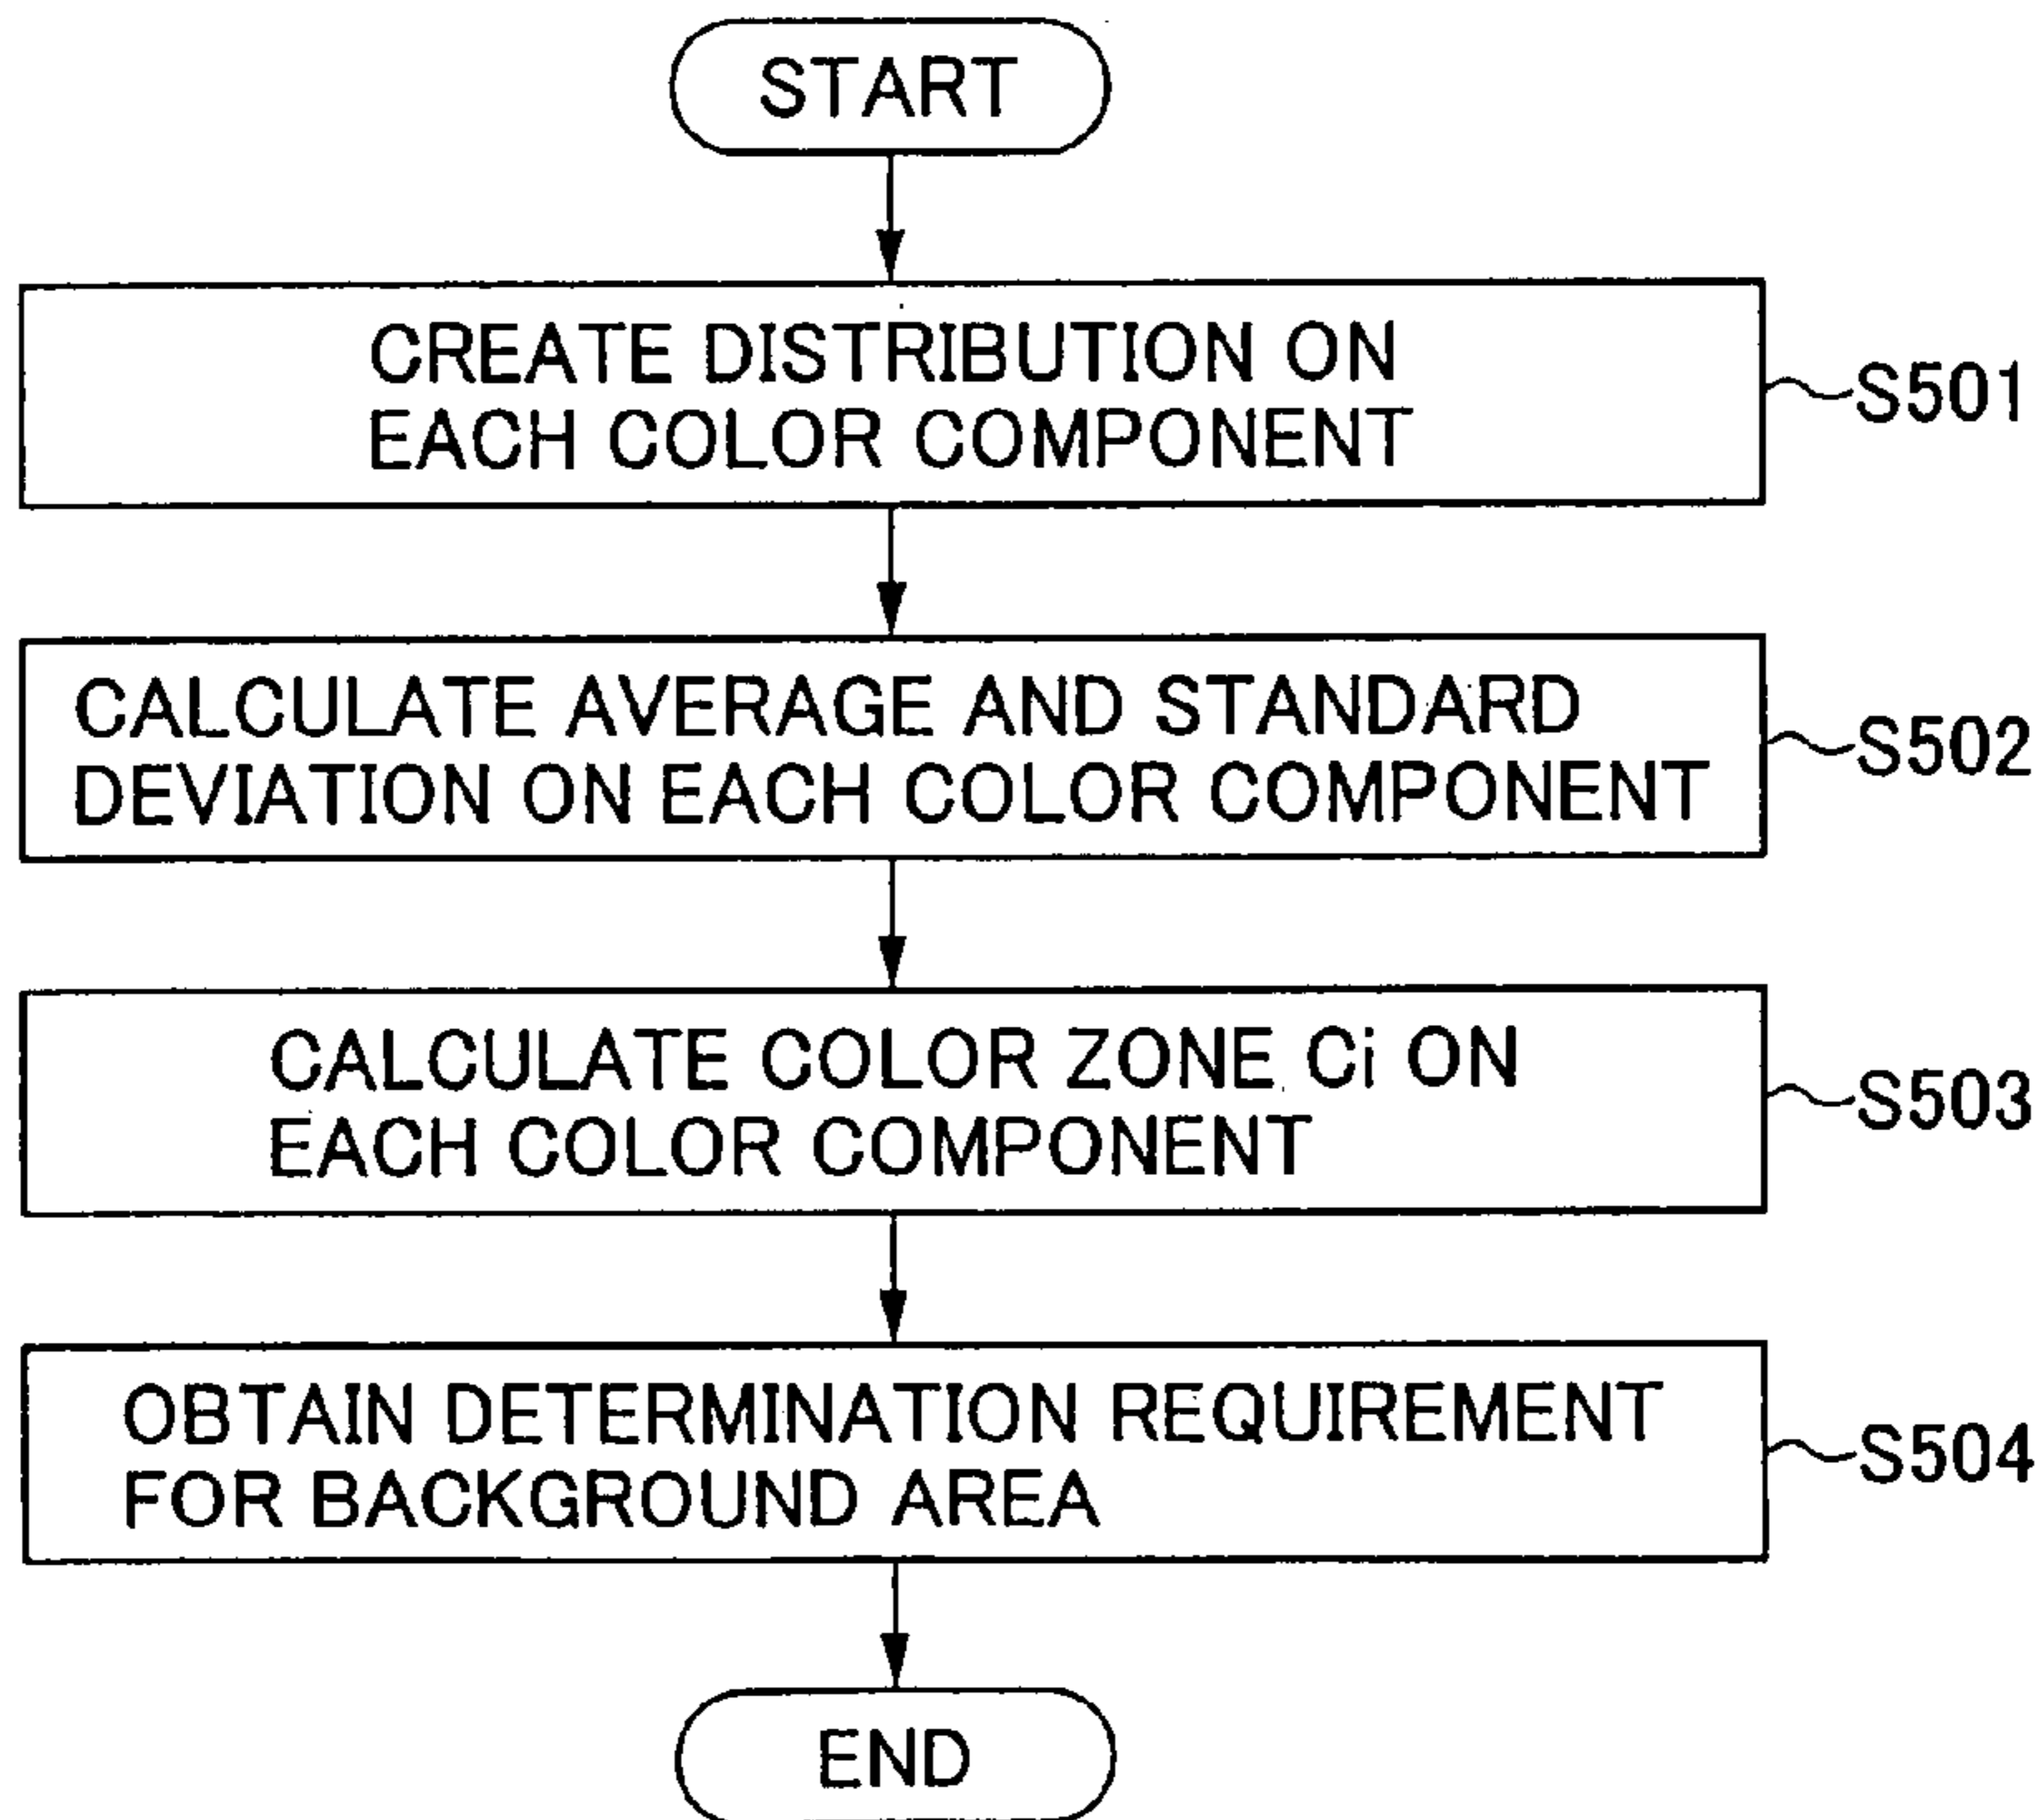 START
CREATE DISTRIBUTION ON
EACH COLOR COMPONENT
S501
CALCULATE AVERAGE AND STANDARD
DEVIATION ON EACH COLOR COMPONENT
S502
CALCULATE COLOR ZONE Ci ON
EACH COLOR COMPONENT
S503
OBTAIN DETERMINATION REQUIREMENT
FOR BACKGROUND AREA
S504
END